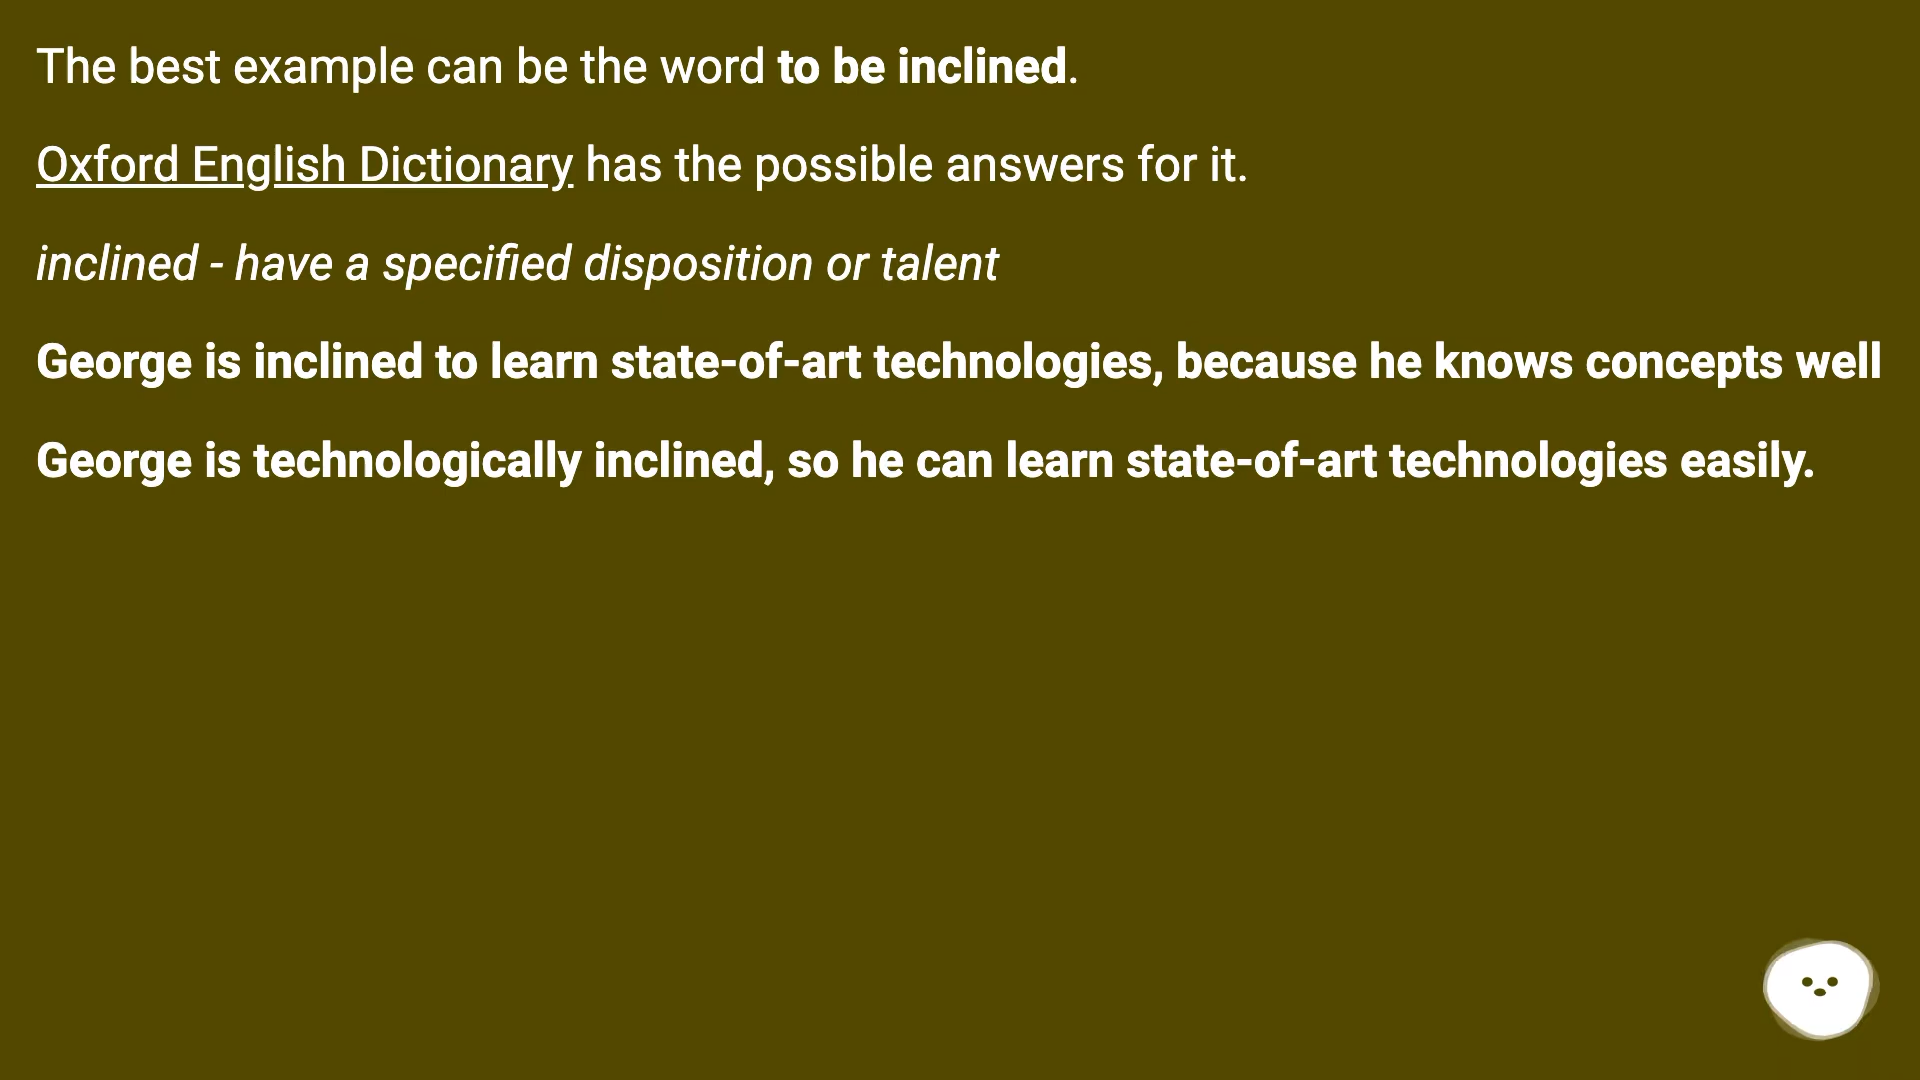 The best example can be the word to be inclined.
Oxford English Dictionary has the possible answers for it.
inclined - have a specified disposition or talent
George is inclined to learn state-of-art technologies, because he knows concepts well
George is technologically inclined, so he can learn state-of-art technologies easily.